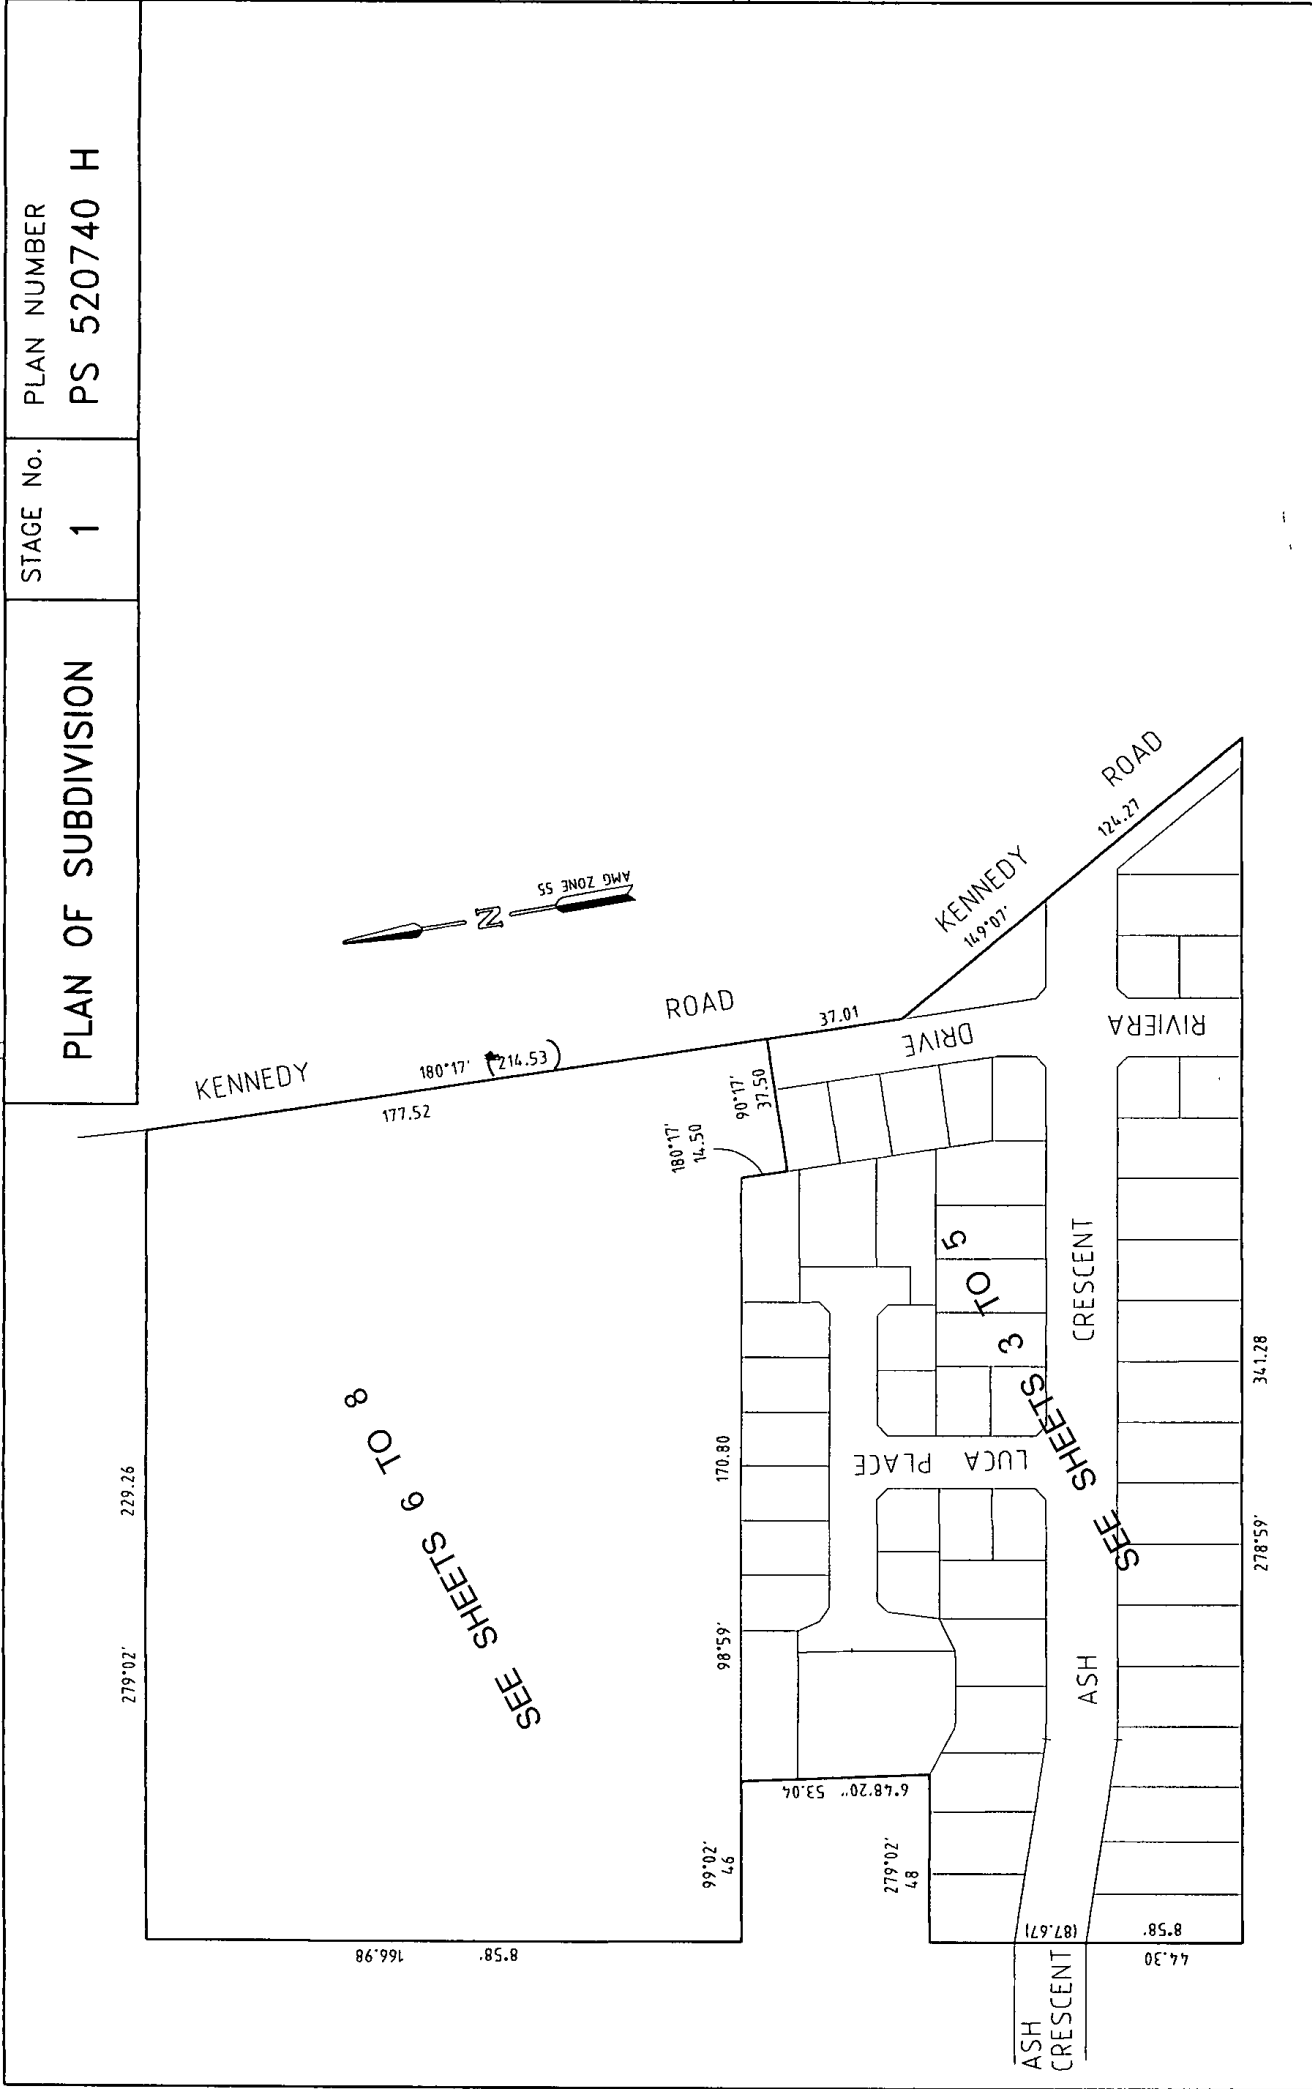 PLAN OF SUBDIVISION
STAGE No.
1
PLAN NUMBER
PS 520740 H
279°02'
229.26
KENNEDY
ROAD
180°17'
(214.53)
177.52
AMG ZONE 55
N
SEE SHEETS 6 TO 8
8°58'
166.98
180°17'
14.50
90°17'
37.50
37.01
KENNEDY
ROAD
149°07'
124.27
DRIVE
RIVIERA
99°02'
46
98°59'
170.80
6°48'20" 53.04
279°02'
48
LUCA PLACE
SEE SHEETS 3 TO 5
ASH
CRESCENT
ASH
CRESCENT
(87.67)
8°58'
44.30
278°59'
341.28